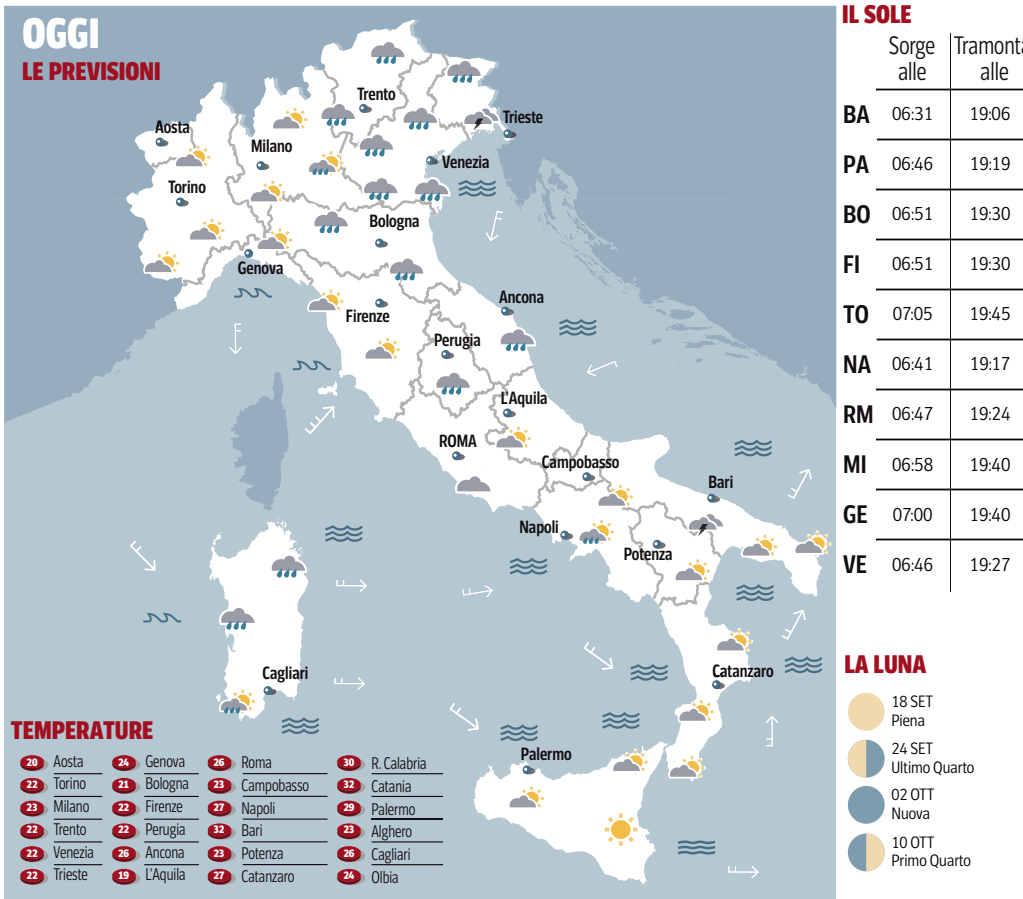 OGGI
LE PREVISIONI
Trento
Trieste
Aosta
Milano
Venezia
Torino
Bologna
Genova
Ancona
Firenze
Perugia
L'Aquila
ROMA
Campobasso
Bari
Napoli
Potenza
Cagliari
Catanzaro
Palermo
TEMPERATURE
20 Aosta
22 Torino
23 Milano
22 Trento
22 Venezia
22 Trieste
24 Genova
21 Bologna
22 Firenze
22 Perugia
26 Ancona
19 L'Aquila
26 Roma
23 Campobasso
27 Napoli
32 Bari
23 Potenza
27 Catanzaro
30 R. Calabria
32 Catania
29 Palermo
23 Alghero
26 Cagliari
24 Olbia
IL SOLE
Sorge alle Tramonta alle
BA 06:31 19:06
PA 06:46 19:19
BO 06:51 19:30
FI 06:51 19:30
TO 07:05 19:45
NA 06:41 19:17
RM 06:47 19:24
MI 06:58 19:40
GE 07:00 19:40
VE 06:46 19:27
LA LUNA
18 SET
Piena
24 SET
Ultimo Quarto
02 OTT
Nuova
10 OTT
Primo Quarto